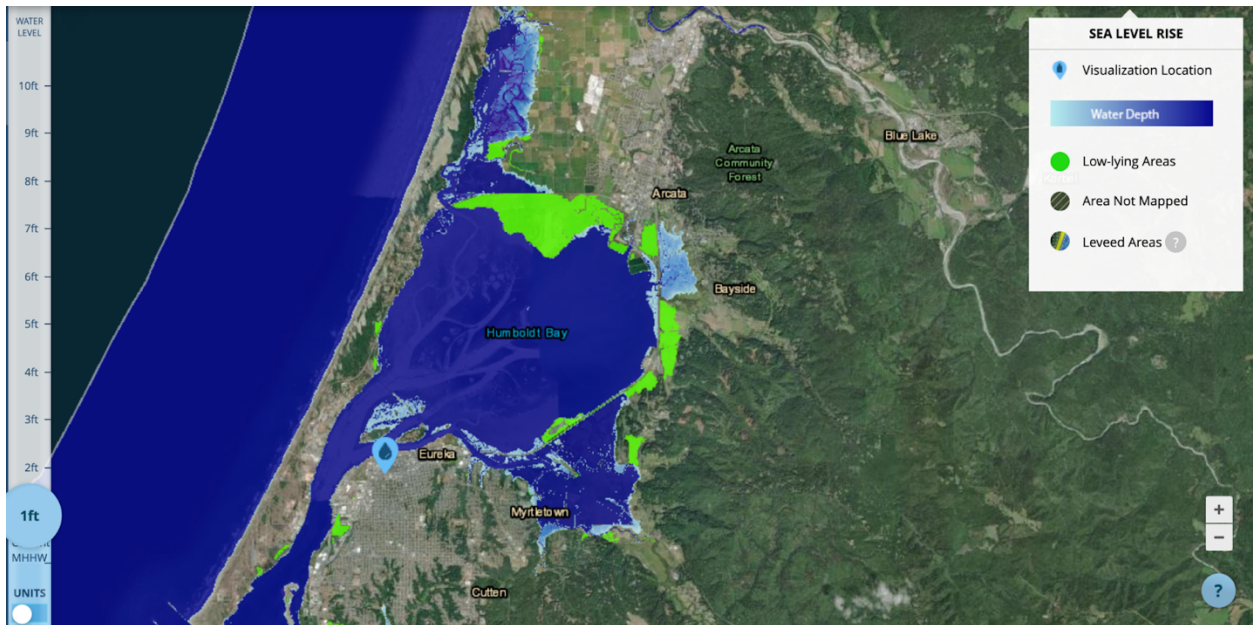 WATER
LEVEL
10ft
9ft
8ft
7ft
6ft
5ft
4ft
3ft
2ft
1ft
MHHW
UNITS
Blue Lake
Arcata
Community
Forest
Arcata
Bayside
Humboldt Bay
Eureka
Myrtletown
Cutten
SEA LEVEL RISE
Visualization Location
Water Depth
Low-lying Areas
Area Not Mapped
Leveed Areas ?
+
−
?